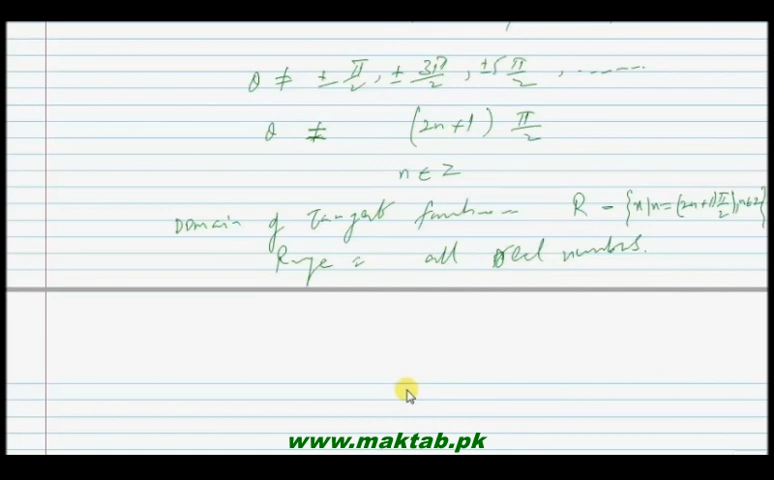 θ ≠ ± π/2 , ± 3π/2 , ±5 π/2 , .......
θ ≠ (2n+1) π/2
n ∈ Z
Domain of Tangent function = R - {x|x=(2n+1)π/2, n∈Z}
Range = all real numbers.
www.maktab.pk